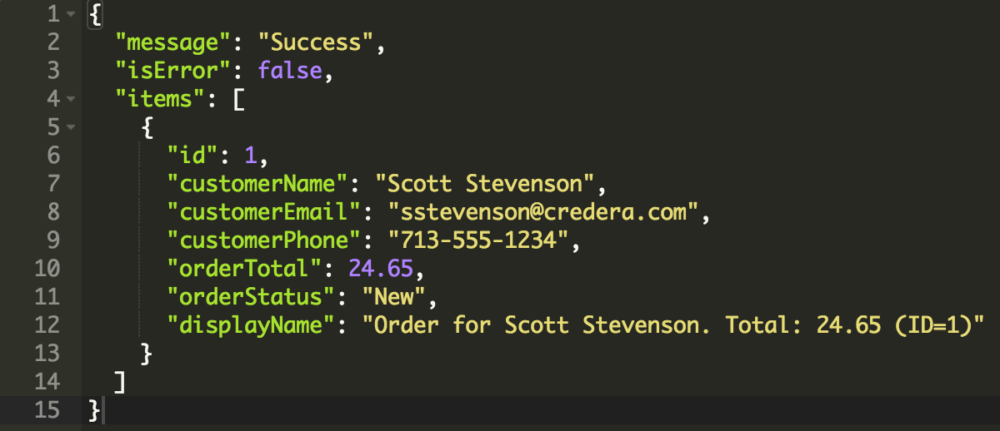 1 {
2 "message": "Success",
3 "isError": false,
4 "items": [
5 {
6 "id": 1,
7 "customerName": "Scott Stevenson",
8 "customerEmail": "sstevenson@credera.com",
9 "customerPhone": "713-555-1234",
10 "orderTotal": 24.65,
11 "orderStatus": "New",
12 "displayName": "Order for Scott Stevenson. Total: 24.65 (ID=1)"
13 }
14 ]
15 }